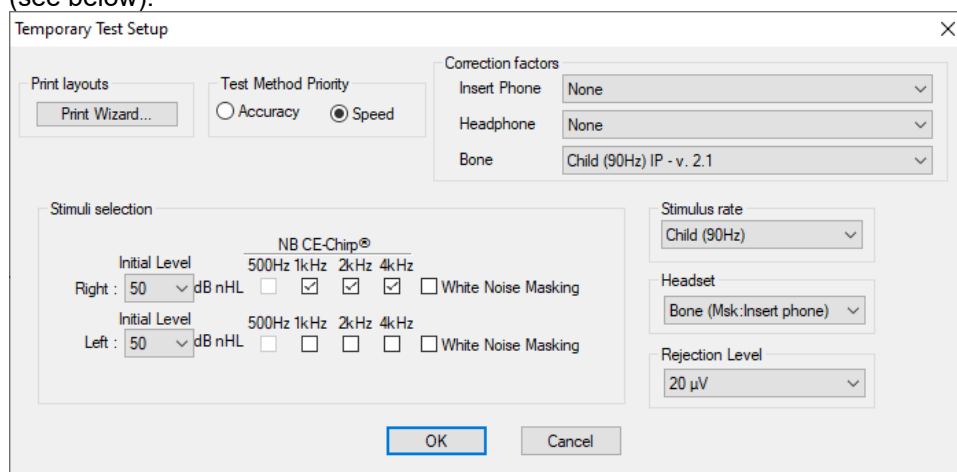 (see below).
Temporary Test Setup
Print layouts
Print Wizard...
Test Method Priority
Accuracy Speed
Correction factors
Insert Phone None
Headphone None
Bone Child (90Hz) IP - v. 2.1
Stimuli selection
NB CE-Chirp®
Initial Level 500Hz 1kHz 2kHz 4kHz
Right : 50 dB nHL White Noise Masking
Initial Level 500Hz 1kHz 2kHz 4kHz
Left : 50 dB nHL White Noise Masking
Stimulus rate
Child (90Hz)
Headset
Bone (Msk:Insert phone)
Rejection Level
20 µV
OK Cancel